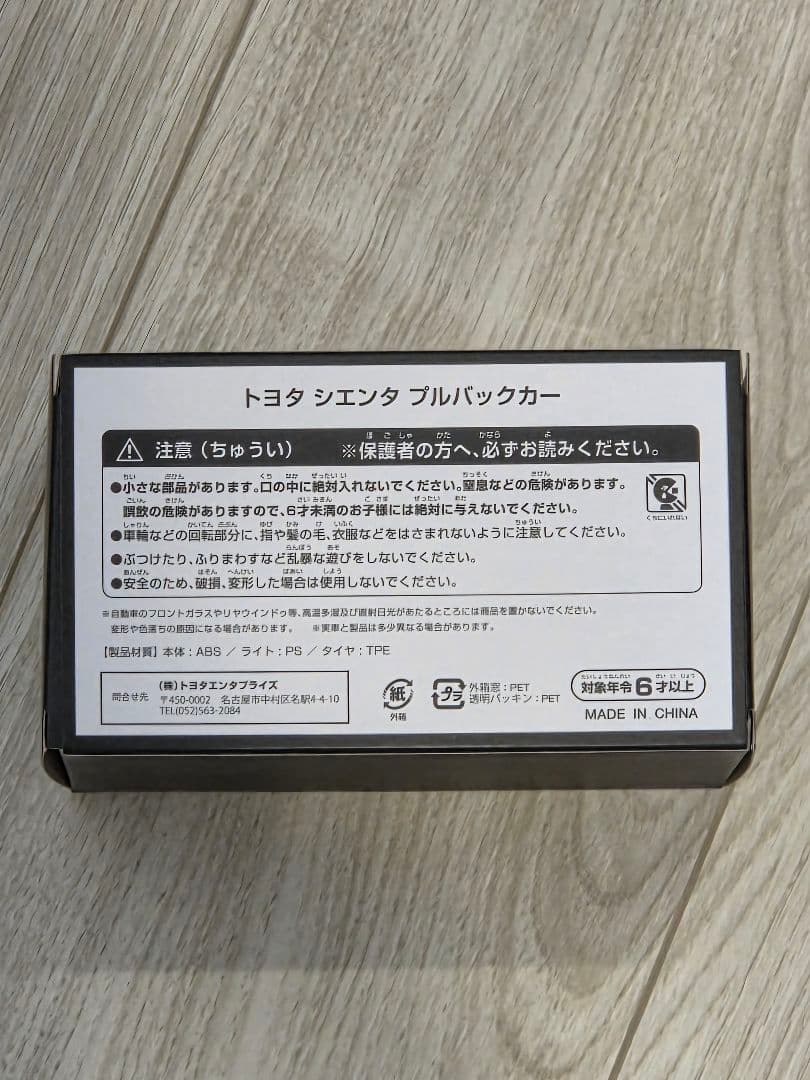 トヨタ シエンタ プルバックカー
注意（ちゅうい） ※保護者の方へ、必ずお読みください。
●小さな部品があります。口の中に絶対入れないでください。窒息などの危険があります。
誤飲の危険がありますので、6才未満のお子様には絶対に与えないでください。
●車輪などの回転部分に、指や髪の毛、衣服などをはさまれないように注意してください。
●ぶつけたり、ふりまわすなど乱暴な遊びをしないでください。
●安全のため、破損、変形した場合は使用しないでください。
くちにいれない
※自動車のフロントガラスやリヤウインドゥ等、高温多湿及び直射日光があたるところには商品を置かないでください。
変形や色落ちの原因になる場合があります。 ※実車と製品は多少異なる場合があります。
【製品材質】本体：ABS ／ ライト：PS ／ タイヤ：TPE
問合せ先
（株）トヨタエンタプライズ
〒450-0002 名古屋市中村区名駅4-4-10
TEL(052)563-2084
紙
外箱
プラ
外箱窓：PET
透明パッキン：PET
対象年令6才以上
MADE IN CHINA